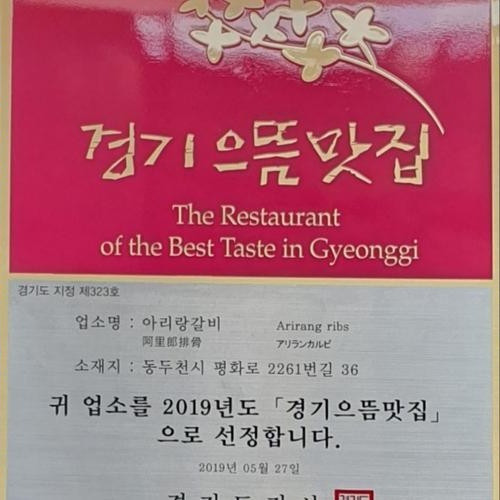 경기 으뜸맛집
The Restaurant
of the Best Taste in Gyeonggi
경기도 지정 제323호
업소명 : 아리랑갈비 Arirang ribs
阿里郎排骨 アリランカルビ
소재지 : 동두천시 평화로 2261번길 36
귀 업소를 2019년도 「경기으뜸맛집」
으로 선정합니다.
2019년 05월 27일